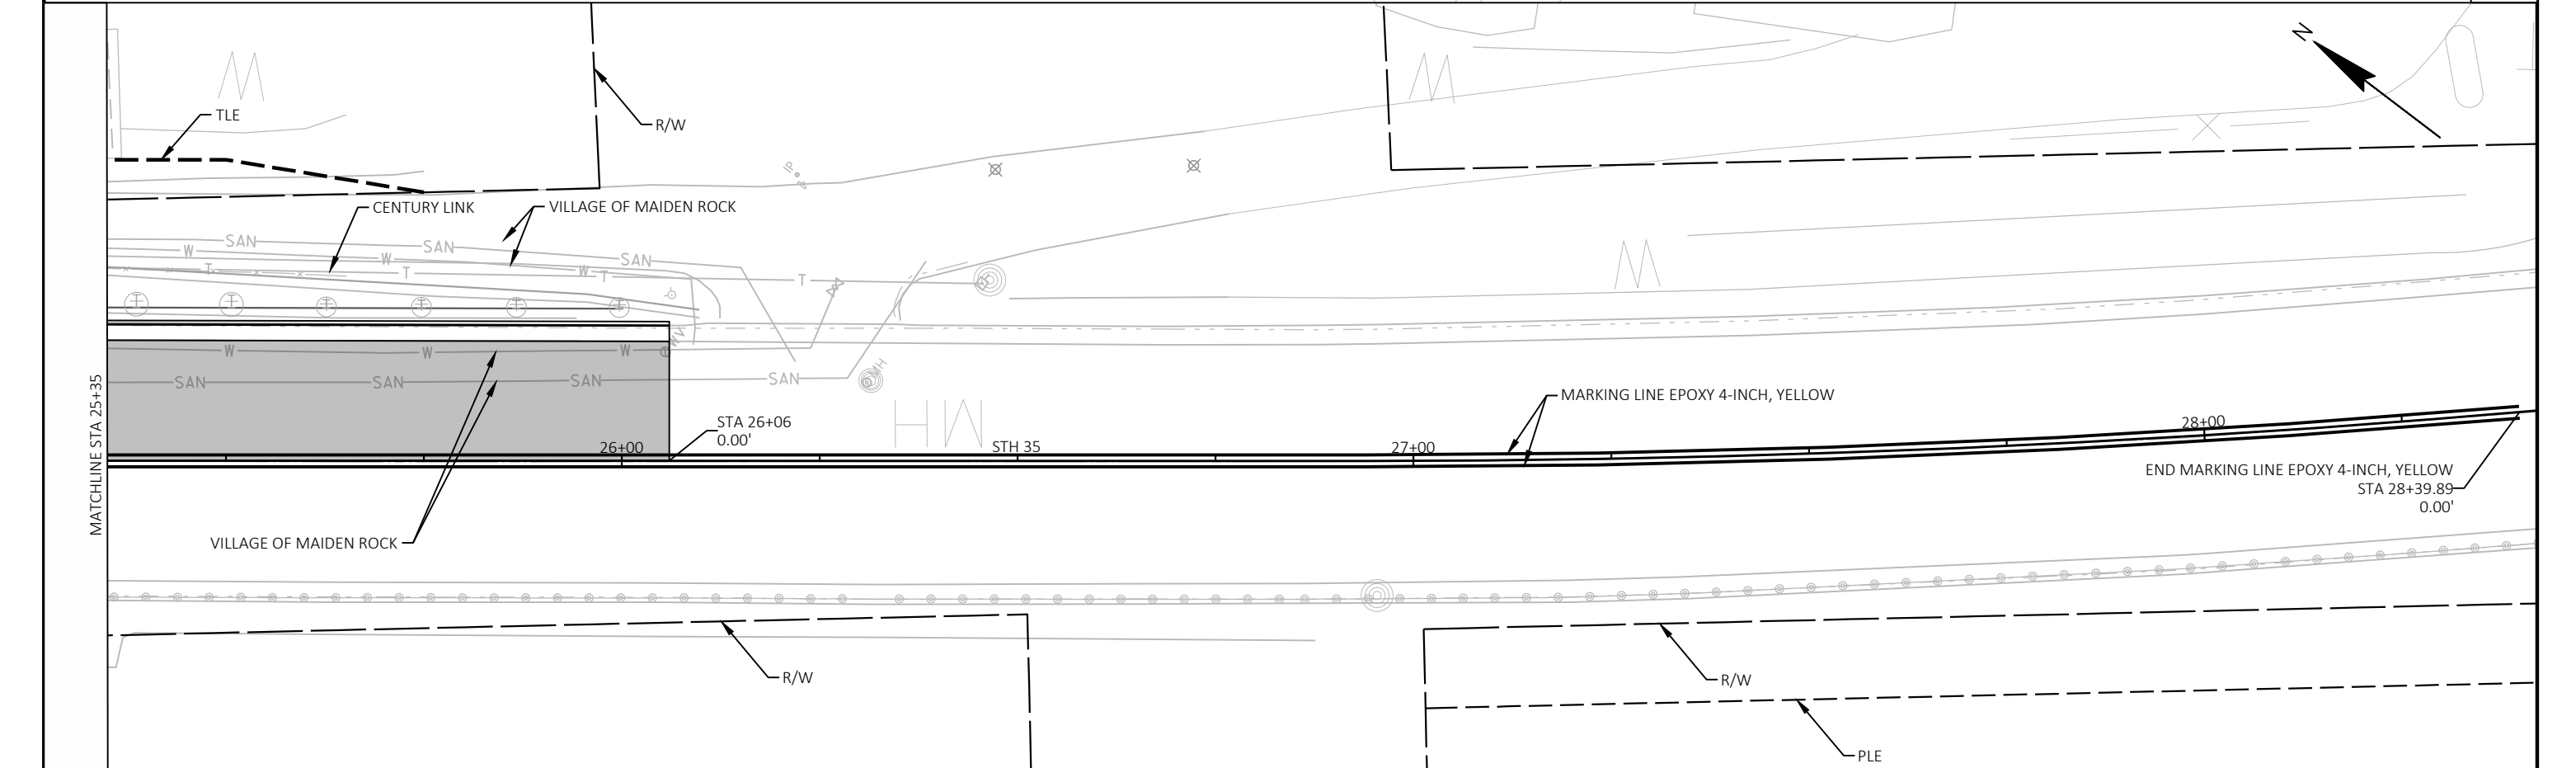 N
TLE
R/W
CENTURY LINK
VILLAGE OF MAIDEN ROCK
SAN
SAN
SAN
W
W
W
T
T
T
T
W
W
W
SAN
SAN
SAN
SAN
MH
MATCHLINE STA 25+35
STA 26+06
0.00'
26+00
STH 35
27+00
28+00
MARKING LINE EPOXY 4-INCH, YELLOW
END MARKING LINE EPOXY 4-INCH, YELLOW
STA 28+39.89
0.00'
VILLAGE OF MAIDEN ROCK
R/W
R/W
PLE